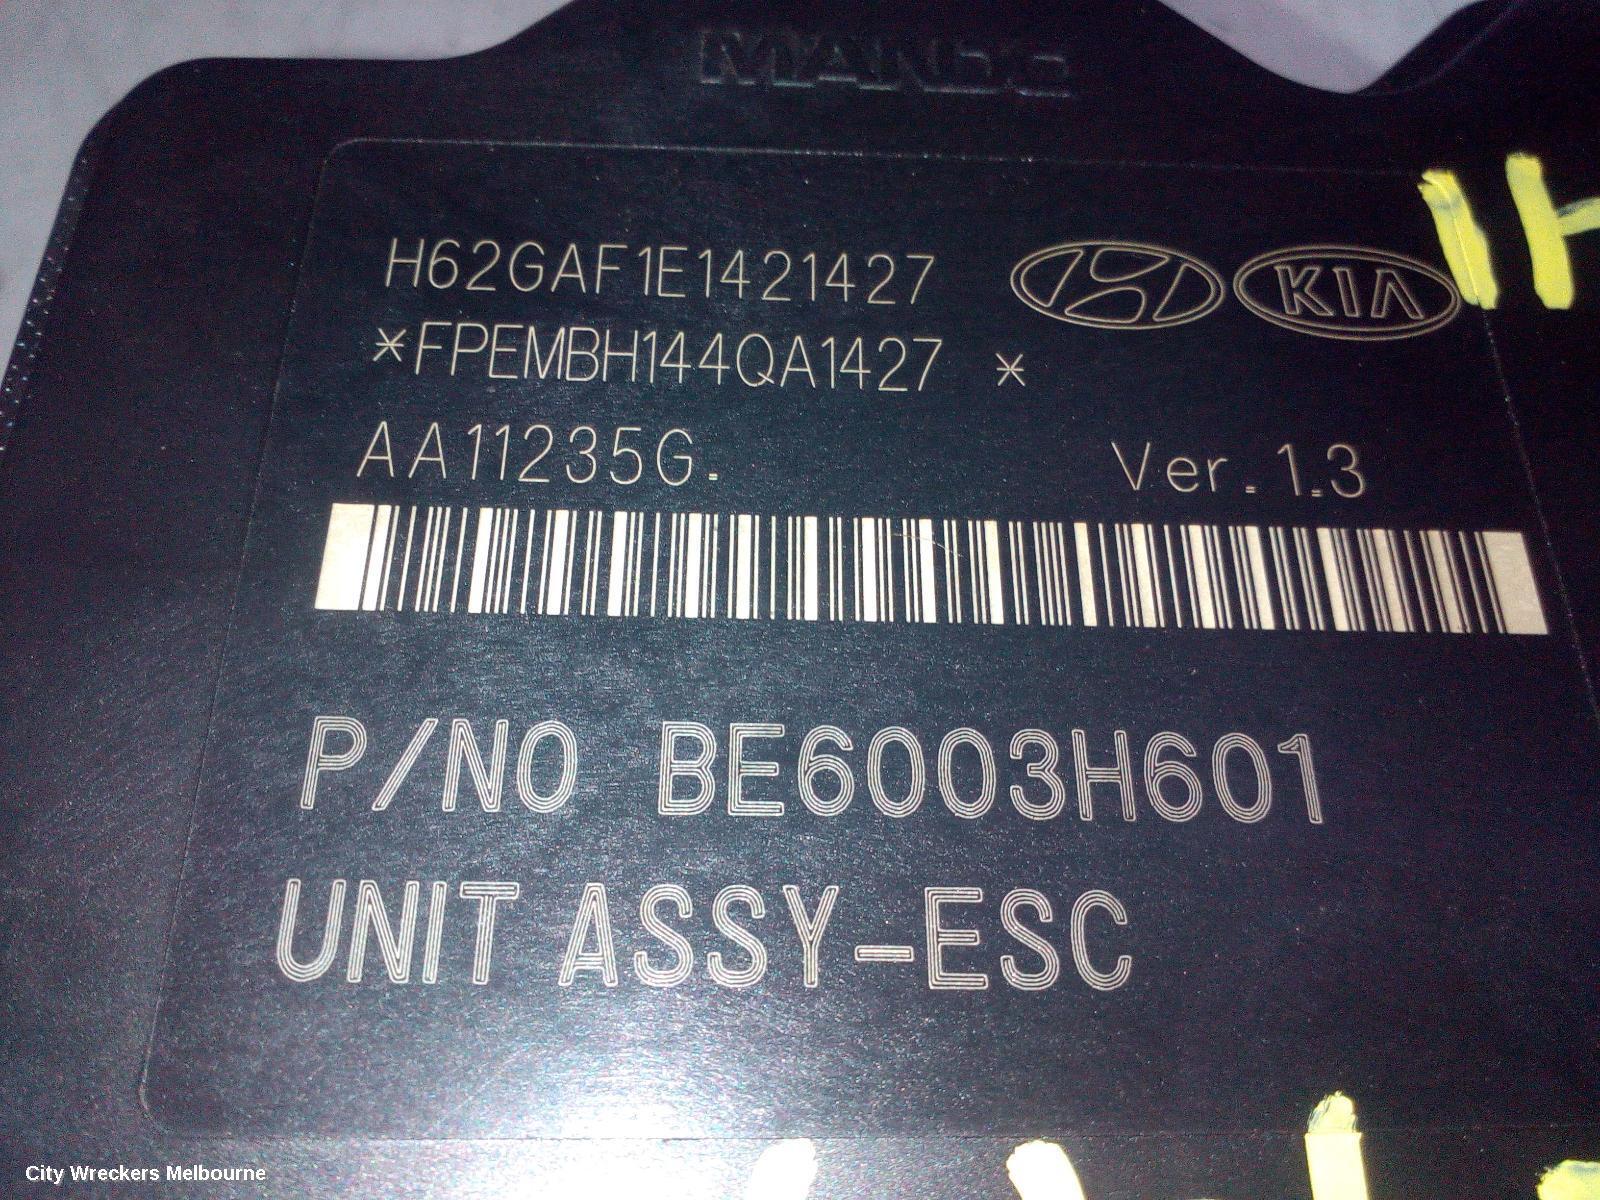 MANDO
H62GAF1E1421427
KIA
*FPEMBH144QA1427 *
AA11235G.
Ver. 1.3
P/NO BE6003H601
UNIT ASSY-ESC
City Wreckers Melbourne